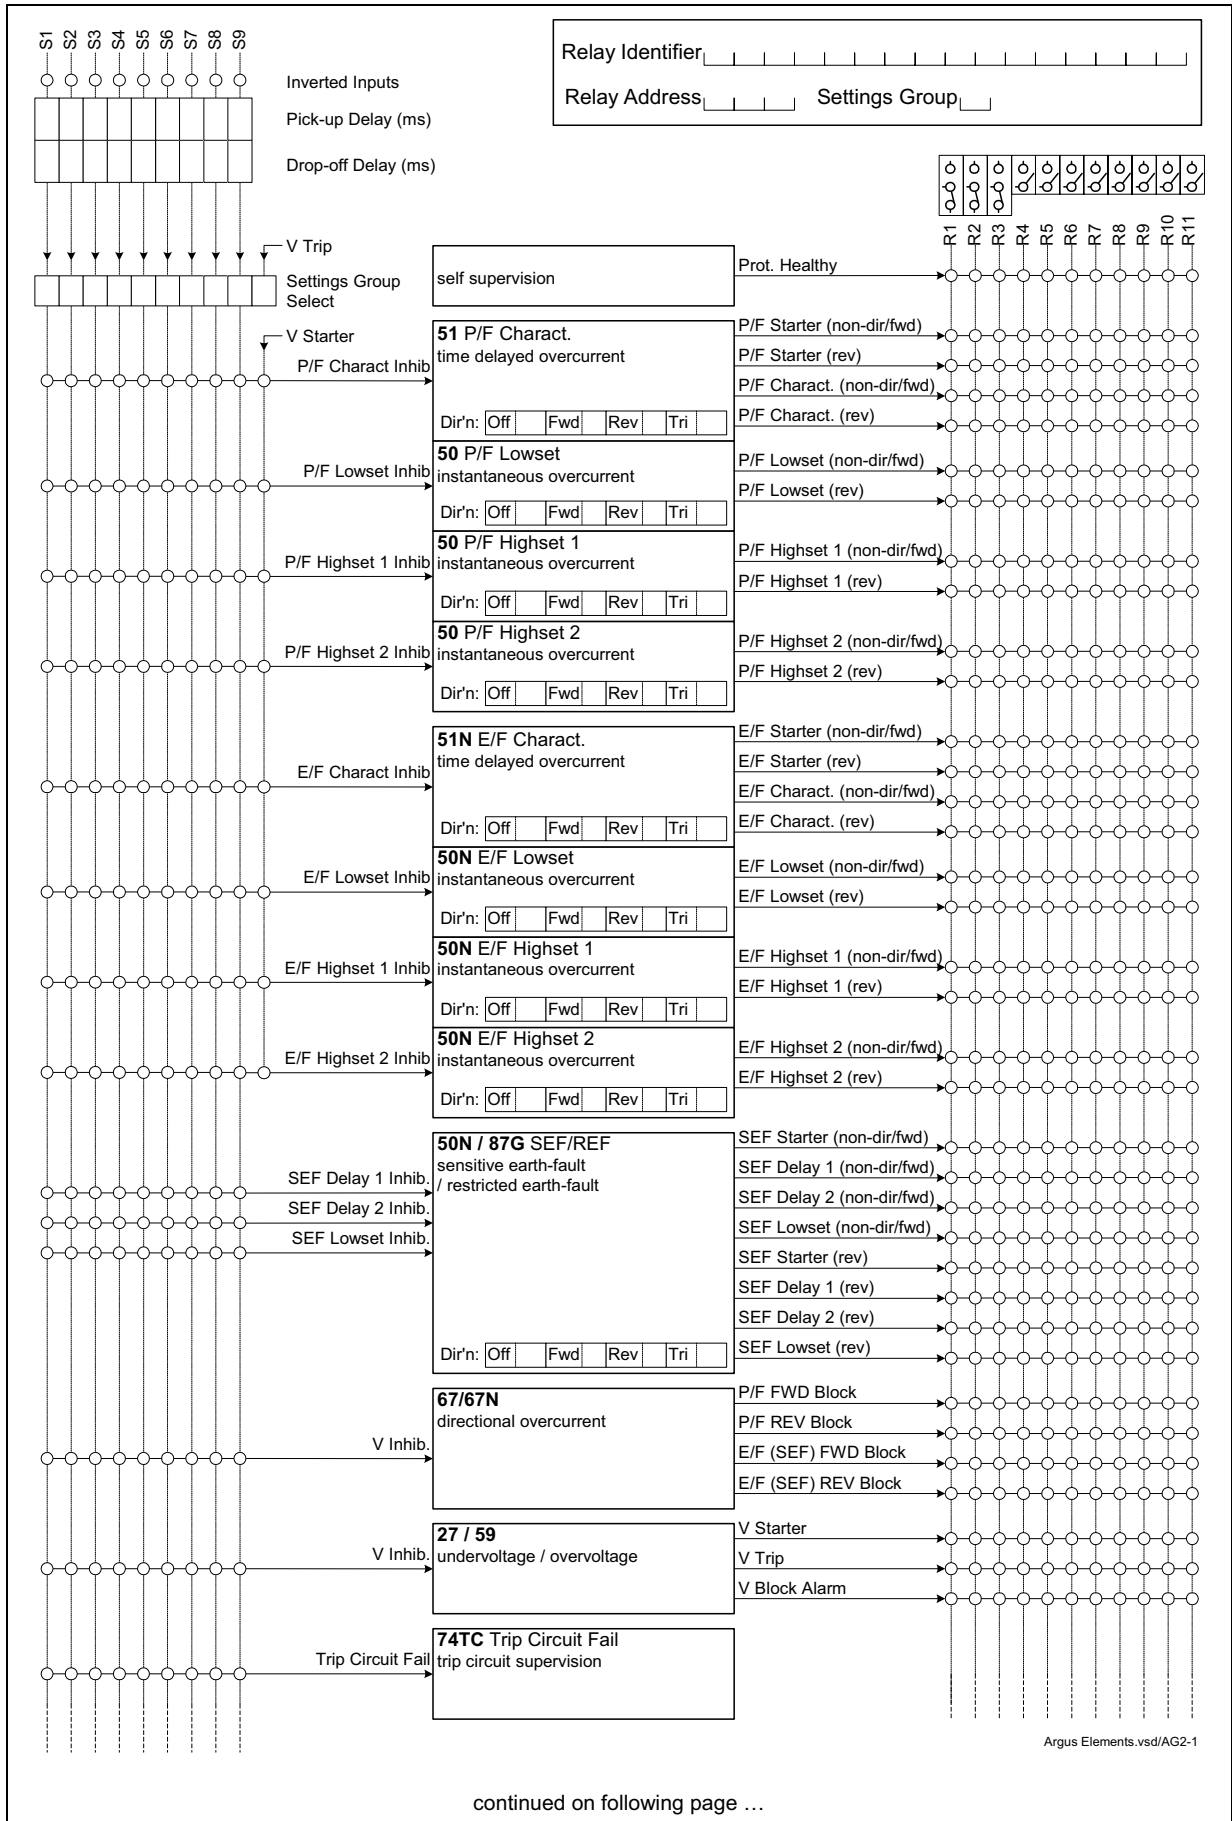 S1 S2 S3 S4 S5 S6 S7 S8 S9
Relay Identifier
Relay Address Settings Group
Inverted Inputs
Pick-up Delay (ms)
Drop-off Delay (ms)
R1 R2 R3 R4 R5 R6 R7 R8 R9 R10 R11
V Trip
Settings Group
Select
self supervision
Prot. Healthy
V Starter
P/F Charact Inhib
51 P/F Charact.
time delayed overcurrent
Dir'n: Off Fwd Rev Tri
P/F Starter (non-dir/fwd)
P/F Starter (rev)
P/F Charact. (non-dir/fwd)
P/F Charact. (rev)
P/F Lowset Inhib
50 P/F Lowset
instantaneous overcurrent
Dir'n: Off Fwd Rev Tri
P/F Lowset (non-dir/fwd)
P/F Lowset (rev)
P/F Highset 1 Inhib
50 P/F Highset 1
instantaneous overcurrent
Dir'n: Off Fwd Rev Tri
P/F Highset 1 (non-dir/fwd)
P/F Highset 1 (rev)
P/F Highset 2 Inhib
50 P/F Highset 2
instantaneous overcurrent
Dir'n: Off Fwd Rev Tri
P/F Highset 2 (non-dir/fwd)
P/F Highset 2 (rev)
E/F Charact Inhib
51N E/F Charact.
time delayed overcurrent
Dir'n: Off Fwd Rev Tri
E/F Starter (non-dir/fwd)
E/F Starter (rev)
E/F Charact. (non-dir/fwd)
E/F Charact. (rev)
E/F Lowset Inhib
50N E/F Lowset
instantaneous overcurrent
Dir'n: Off Fwd Rev Tri
E/F Lowset (non-dir/fwd)
E/F Lowset (rev)
E/F Highset 1 Inhib
50N E/F Highset 1
instantaneous overcurrent
Dir'n: Off Fwd Rev Tri
E/F Highset 1 (non-dir/fwd)
E/F Highset 1 (rev)
E/F Highset 2 Inhib
50N E/F Highset 2
instantaneous overcurrent
Dir'n: Off Fwd Rev Tri
E/F Highset 2 (non-dir/fwd)
E/F Highset 2 (rev)
SEF Delay 1 Inhib.
SEF Delay 2 Inhib.
SEF Lowset Inhib.
50N / 87G SEF/REF
sensitive earth-fault
/ restricted earth-fault
Dir'n: Off Fwd Rev Tri
SEF Starter (non-dir/fwd)
SEF Delay 1 (non-dir/fwd)
SEF Delay 2 (non-dir/fwd)
SEF Lowset (non-dir/fwd)
SEF Starter (rev)
SEF Delay 1 (rev)
SEF Delay 2 (rev)
SEF Lowset (rev)
V Inhib.
67/67N
directional overcurrent
P/F FWD Block
P/F REV Block
E/F (SEF) FWD Block
E/F (SEF) REV Block
V Inhib.
27 / 59
undervoltage / overvoltage
V Starter
V Trip
V Block Alarm
Trip Circuit Fail
74TC Trip Circuit Fail
trip circuit supervision
Argus Elements.vsd/AG2-1
continued on following page …